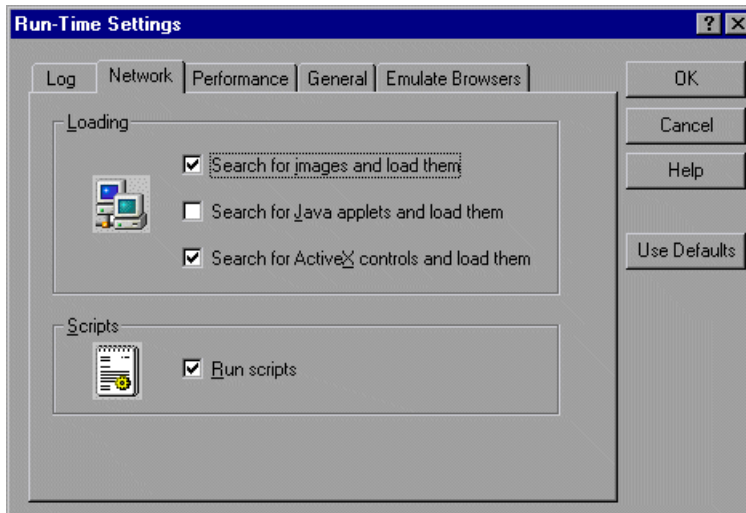 Run-Time Settings
Log Network Performance General Emulate Browsers
Loading
Search for images and load them
Search for Java applets and load them
Search for ActiveX controls and load them
Scripts
Run scripts
OK
Cancel
Help
Use Defaults